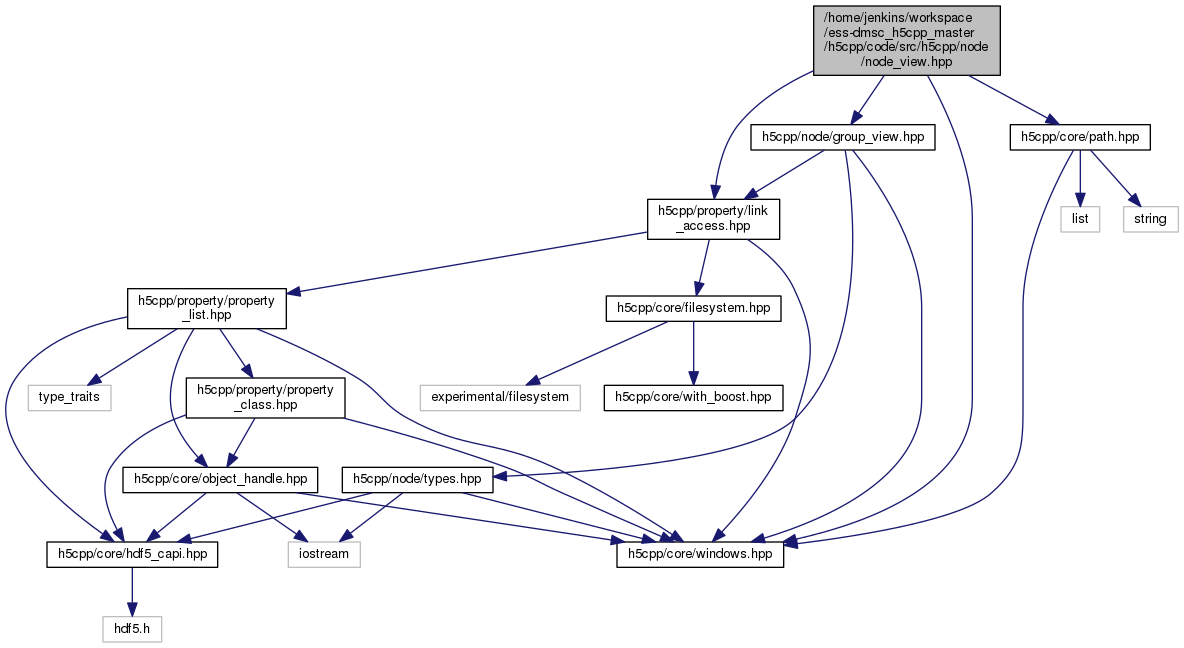 /home/jenkins/workspace
/ess-dmsc_h5cpp_master
/h5cpp/code/src/h5cpp/node
/node_view.hpp
h5cpp/node/group_view.hpp
h5cpp/core/path.hpp
h5cpp/property/link
_access.hpp
list
string
h5cpp/property/property
_list.hpp
h5cpp/core/filesystem.hpp
type_traits
h5cpp/property/property
_class.hpp
experimental/filesystem
h5cpp/core/with_boost.hpp
h5cpp/core/object_handle.hpp
h5cpp/node/types.hpp
h5cpp/core/hdf5_capi.hpp
iostream
h5cpp/core/windows.hpp
hdf5.h